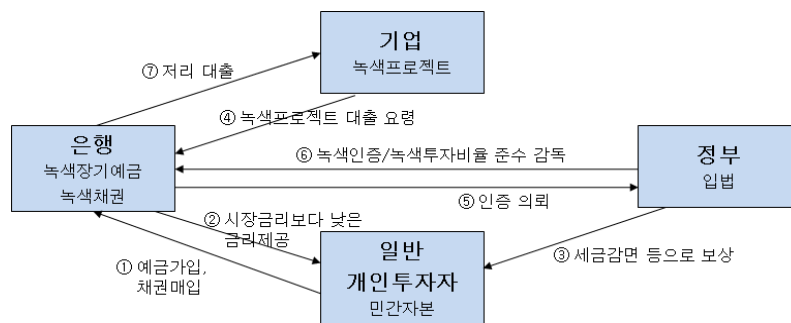 기업
녹색프로젝트
⑦ 저리 대출
④ 녹색프로젝트 대출 요령
은행
녹색장기예금
녹색채권
⑥ 녹색인증/녹색투자비율 준수 감독
정부
입법
⑤ 인증 의뢰
② 시장금리보다 낮은
금리제공
① 예금가입,
채권매입
일반
개인투자자
민간자본
③ 세금감면 등으로 보상